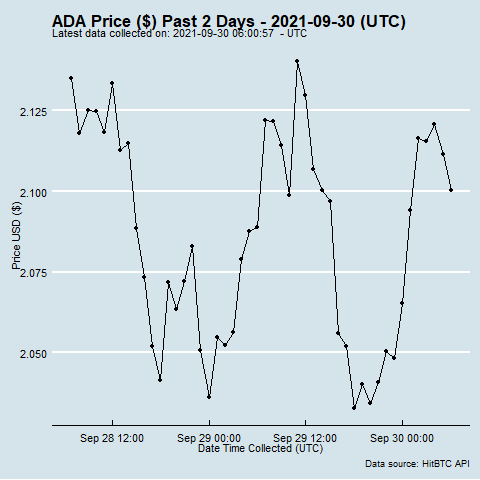 ADA Price ($) Past 2 Days - 2021-09-30 (UTC)
Latest data collected on: 2021-09-30 06:00:57 - UTC
2.125
2.100
2.075
2.050
Price USD ($)
Sep 28 12:00 Sep 29 00:00 Sep 29 12:00 Sep 30 00:00
Date Time Collected (UTC)
Data source: HitBTC API